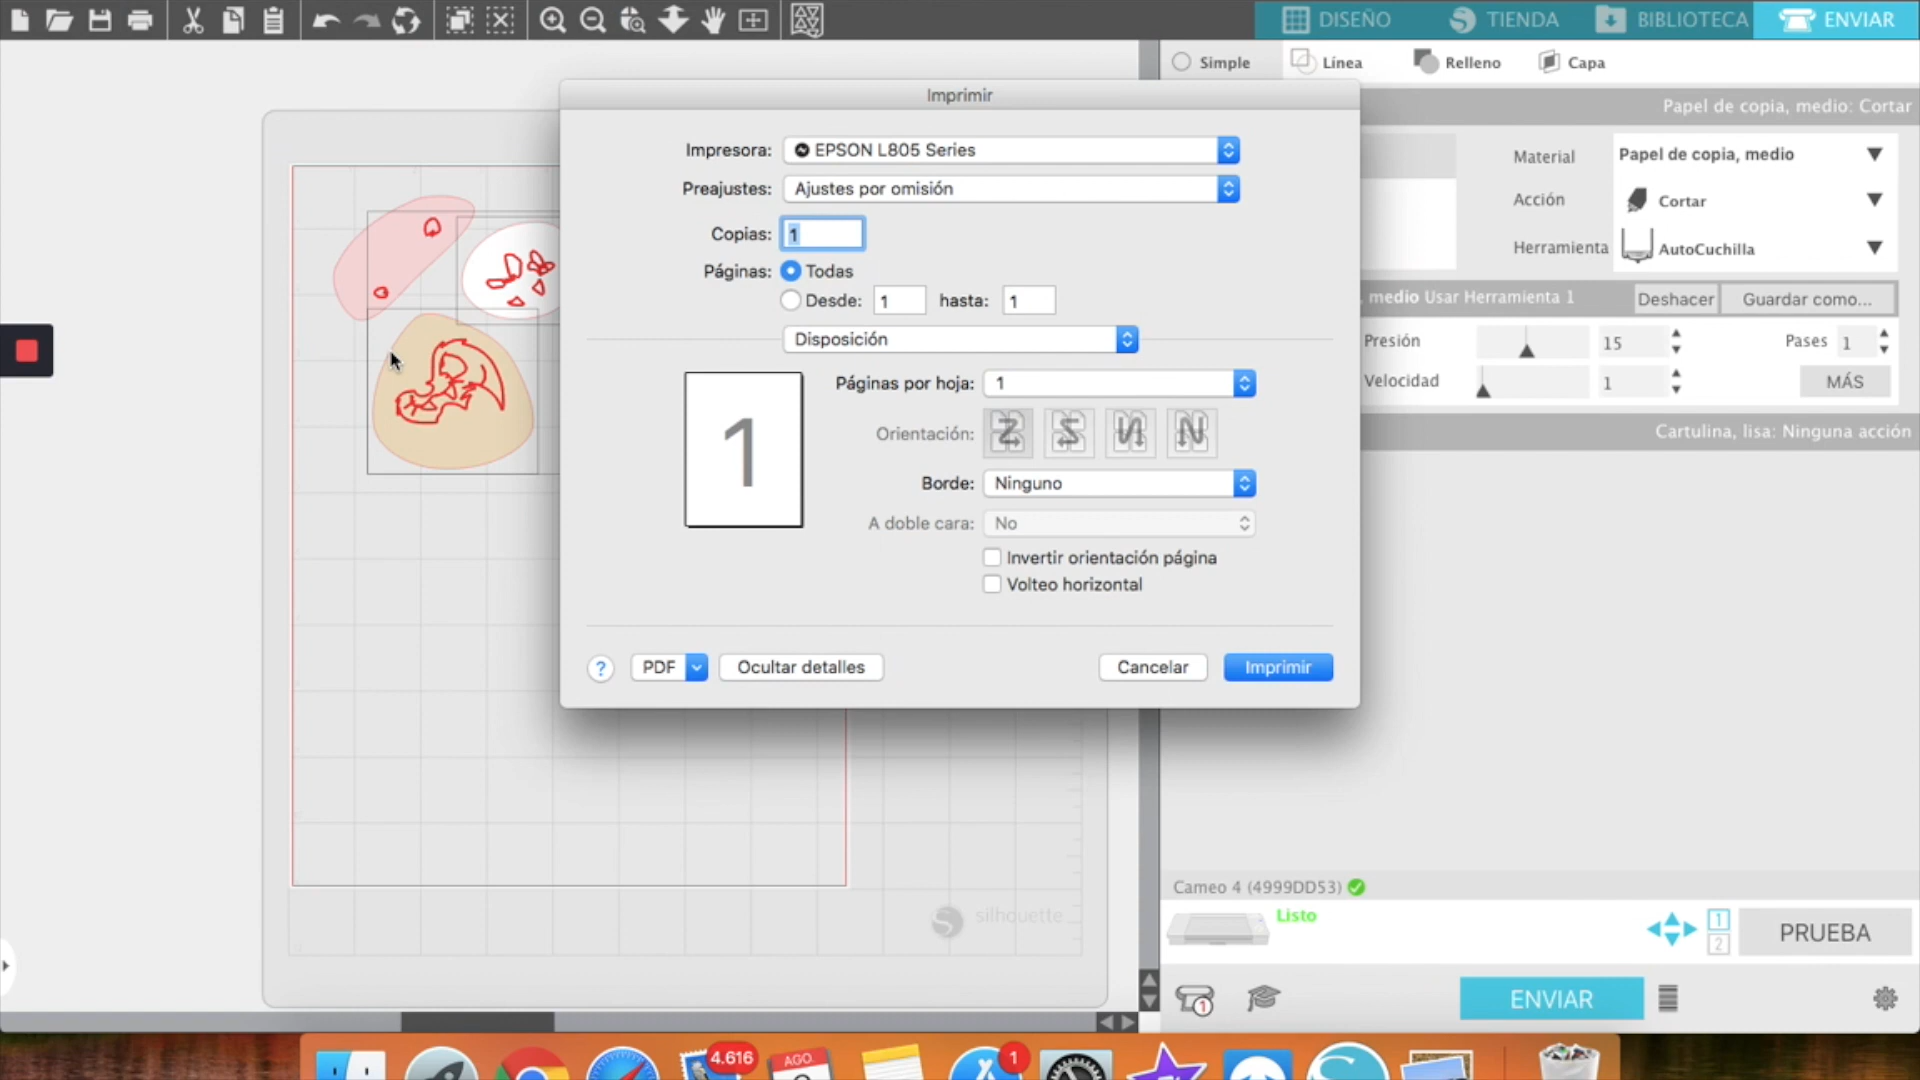 DISEÑO
TIENDA
BIBLIOTECA
ENVIAR
Simple
Línea
Relleno
Capa
Imprimir
Papel de copia, medio: Cortar
Impresora:
EPSON L805 Series
Material
Papel de copia, medio
Preajustes:
Ajustes por omisión
Acción
Cortar
Copias:
1
Herramienta
AutoCuchilla
Páginas:
Todas
Desde:
1
hasta:
1
, medio Usar Herramienta 1
Deshacer
Guardar como...
Disposición
Presión
15
Pases
1
Páginas por hoja:
1
Velocidad
1
MÁS
1
Orientación:
Cartulina, lisa: Ninguna acción
Borde:
Ninguno
A doble cara:
No
Invertir orientación página
Volteo horizontal
?
PDF
Ocultar detalles
Cancelar
Imprimir
Cameo 4 (4999DD53)
Listo
silhouette
1
2
PRUEBA
1
ENVIAR
4.616
AGO.
1